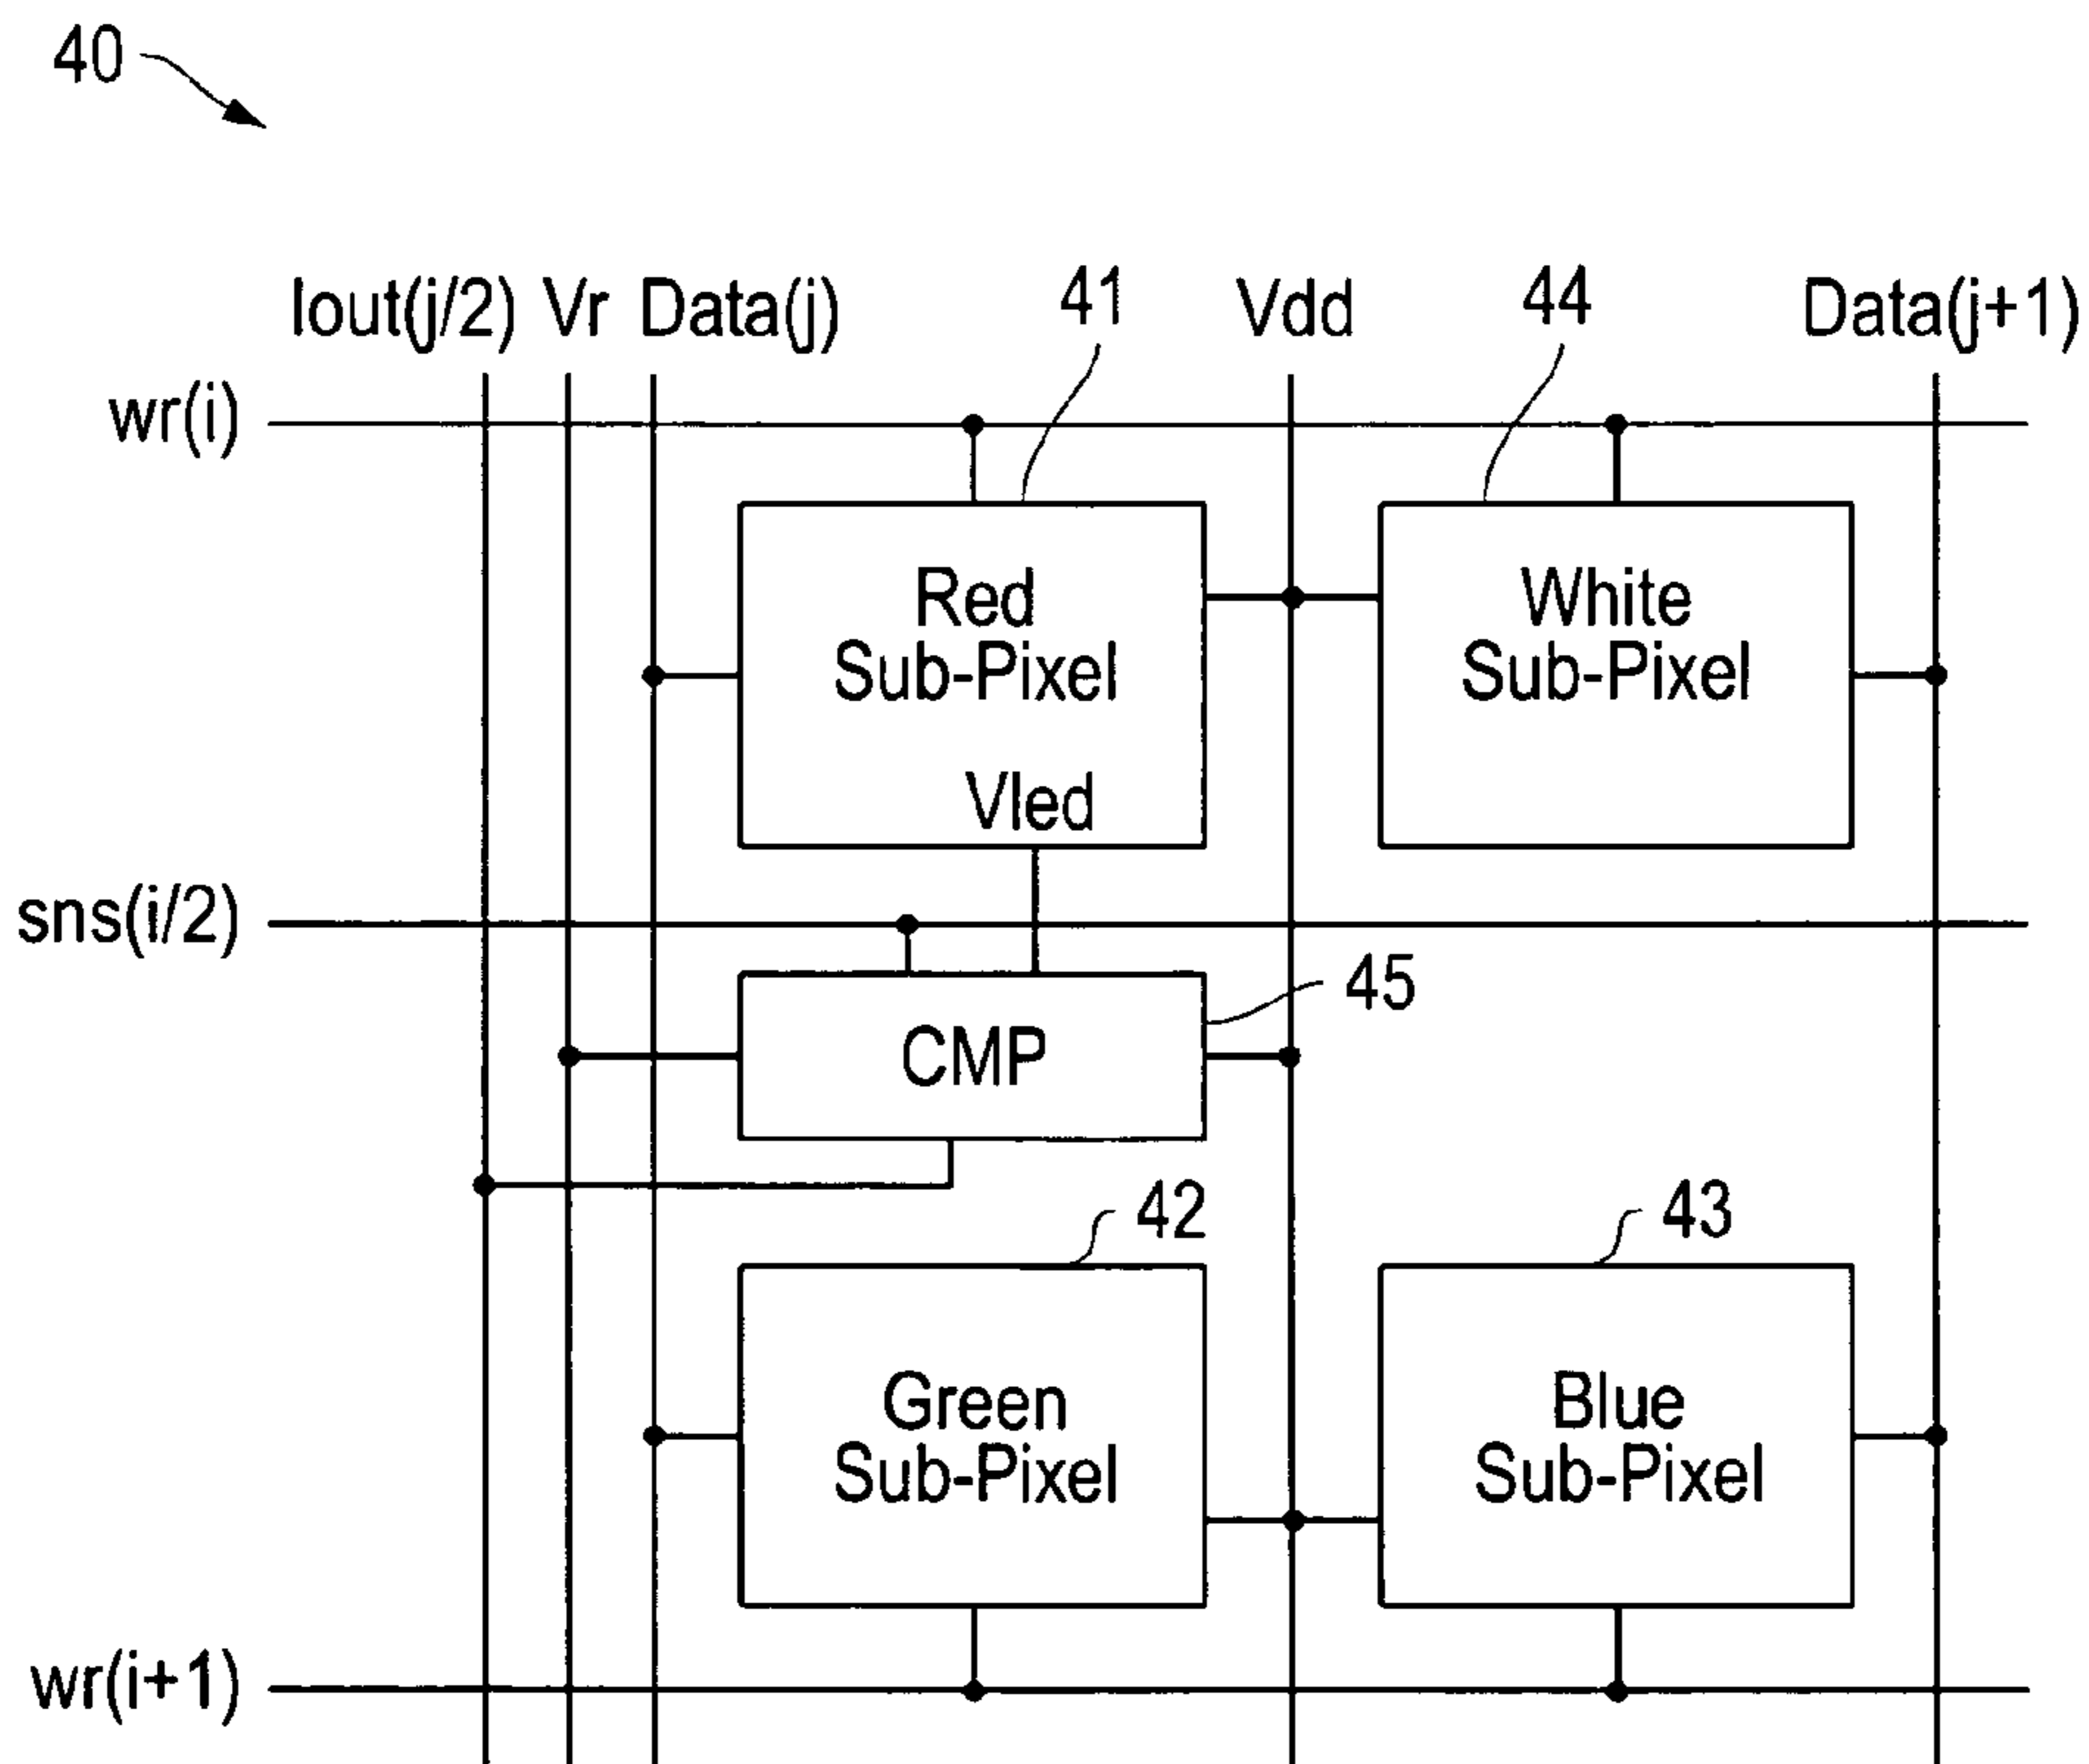 40
Iout(j/2) Vr Data(j) 41 Vdd 44 Data(j+1)
wr(i)
Red
Sub-Pixel
White
Sub-Pixel
Vled
sns(i/2)
45
CMP
42
43
Green
Sub-Pixel
Blue
Sub-Pixel
wr(i+1)